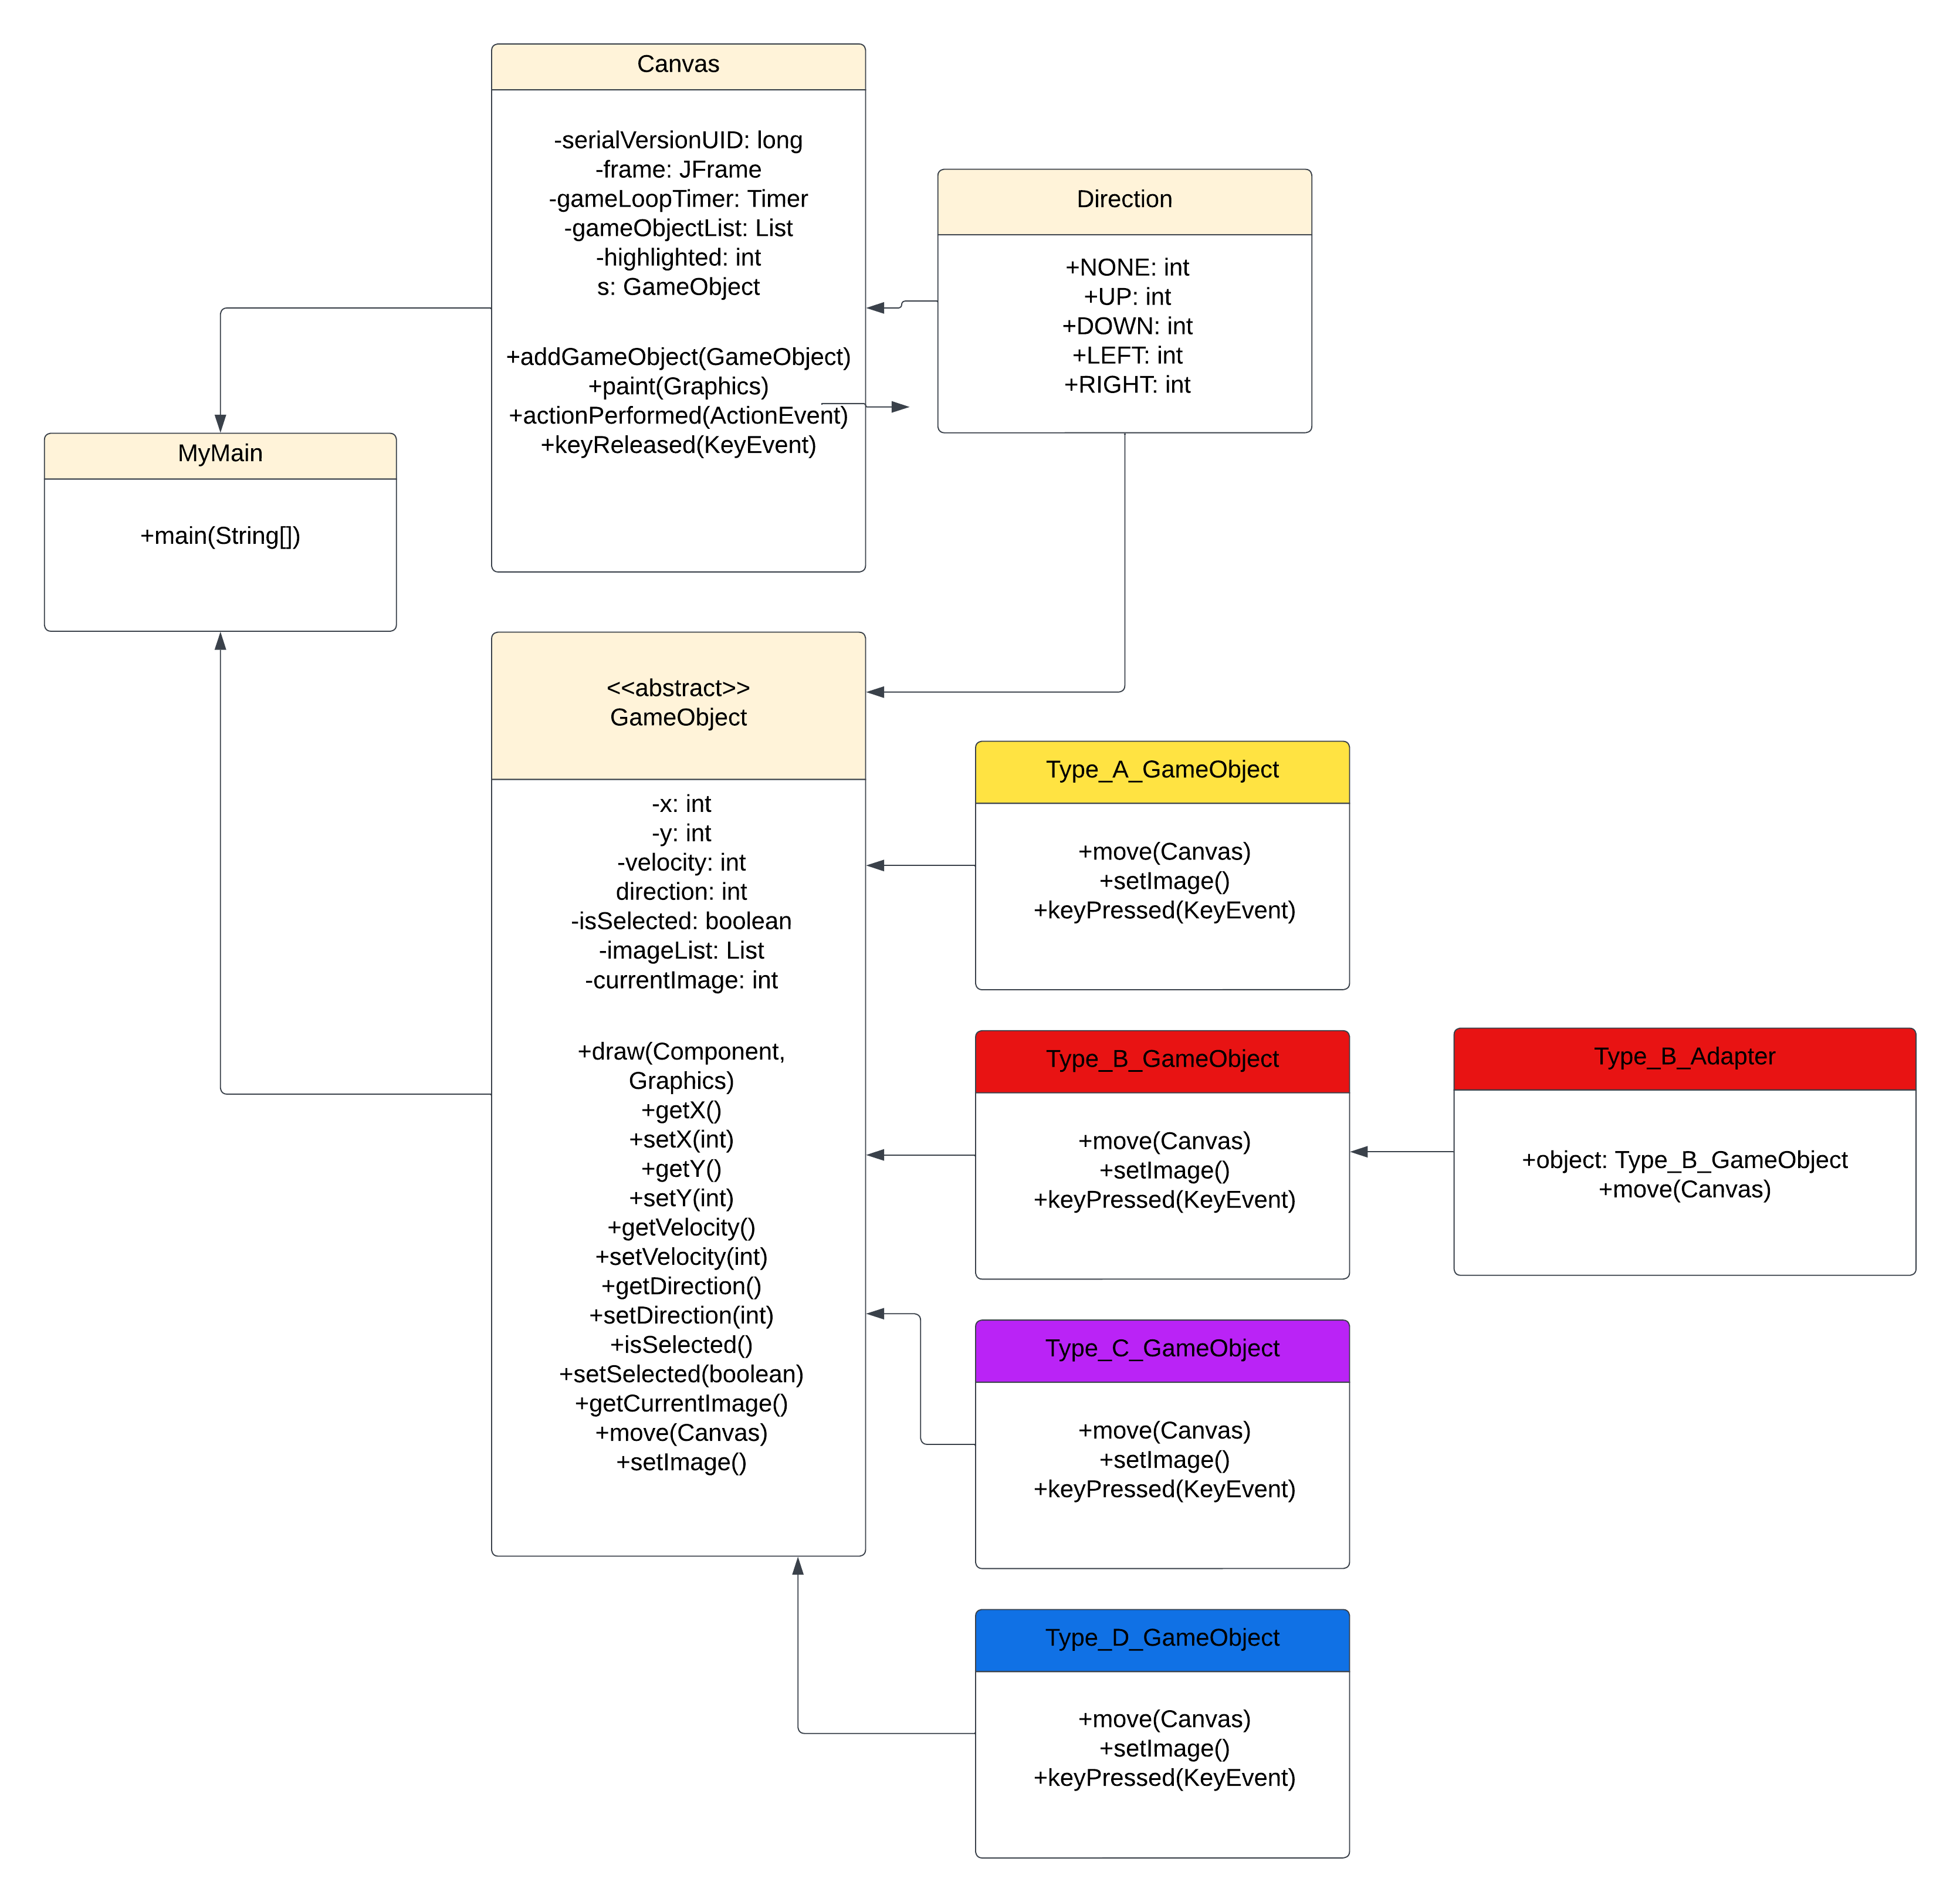 Canvas
-serialVersionUID: long
-frame: JFrame
-gameLoopTimer: Timer
-gameObjectList: List
-highlighted: int
s: GameObject
+addGameObject(GameObject)
+paint(Graphics)
+actionPerformed(ActionEvent)
+keyReleased(KeyEvent)
Direction
+NONE: int
+UP: int
+DOWN: int
+LEFT: int
+RIGHT: int
MyMain
+main(String[])
<<abstract>>
GameObject
-x: int
-y: int
-velocity: int
direction: int
-isSelected: boolean
-imageList: List
-currentImage: int
+draw(Component,
Graphics)
+getX()
+setX(int)
+getY()
+setY(int)
+getVelocity()
+setVelocity(int)
+getDirection()
+setDirection(int)
+isSelected()
+setSelected(boolean)
+getCurrentImage()
+move(Canvas)
+setImage()
Type_A_GameObject
+move(Canvas)
+setImage()
+keyPressed(KeyEvent)
Type_B_GameObject
+move(Canvas)
+setImage()
+keyPressed(KeyEvent)
Type_B_Adapter
+object: Type_B_GameObject
+move(Canvas)
Type_C_GameObject
+move(Canvas)
+setImage()
+keyPressed(KeyEvent)
Type_D_GameObject
+move(Canvas)
+setImage()
+keyPressed(KeyEvent)